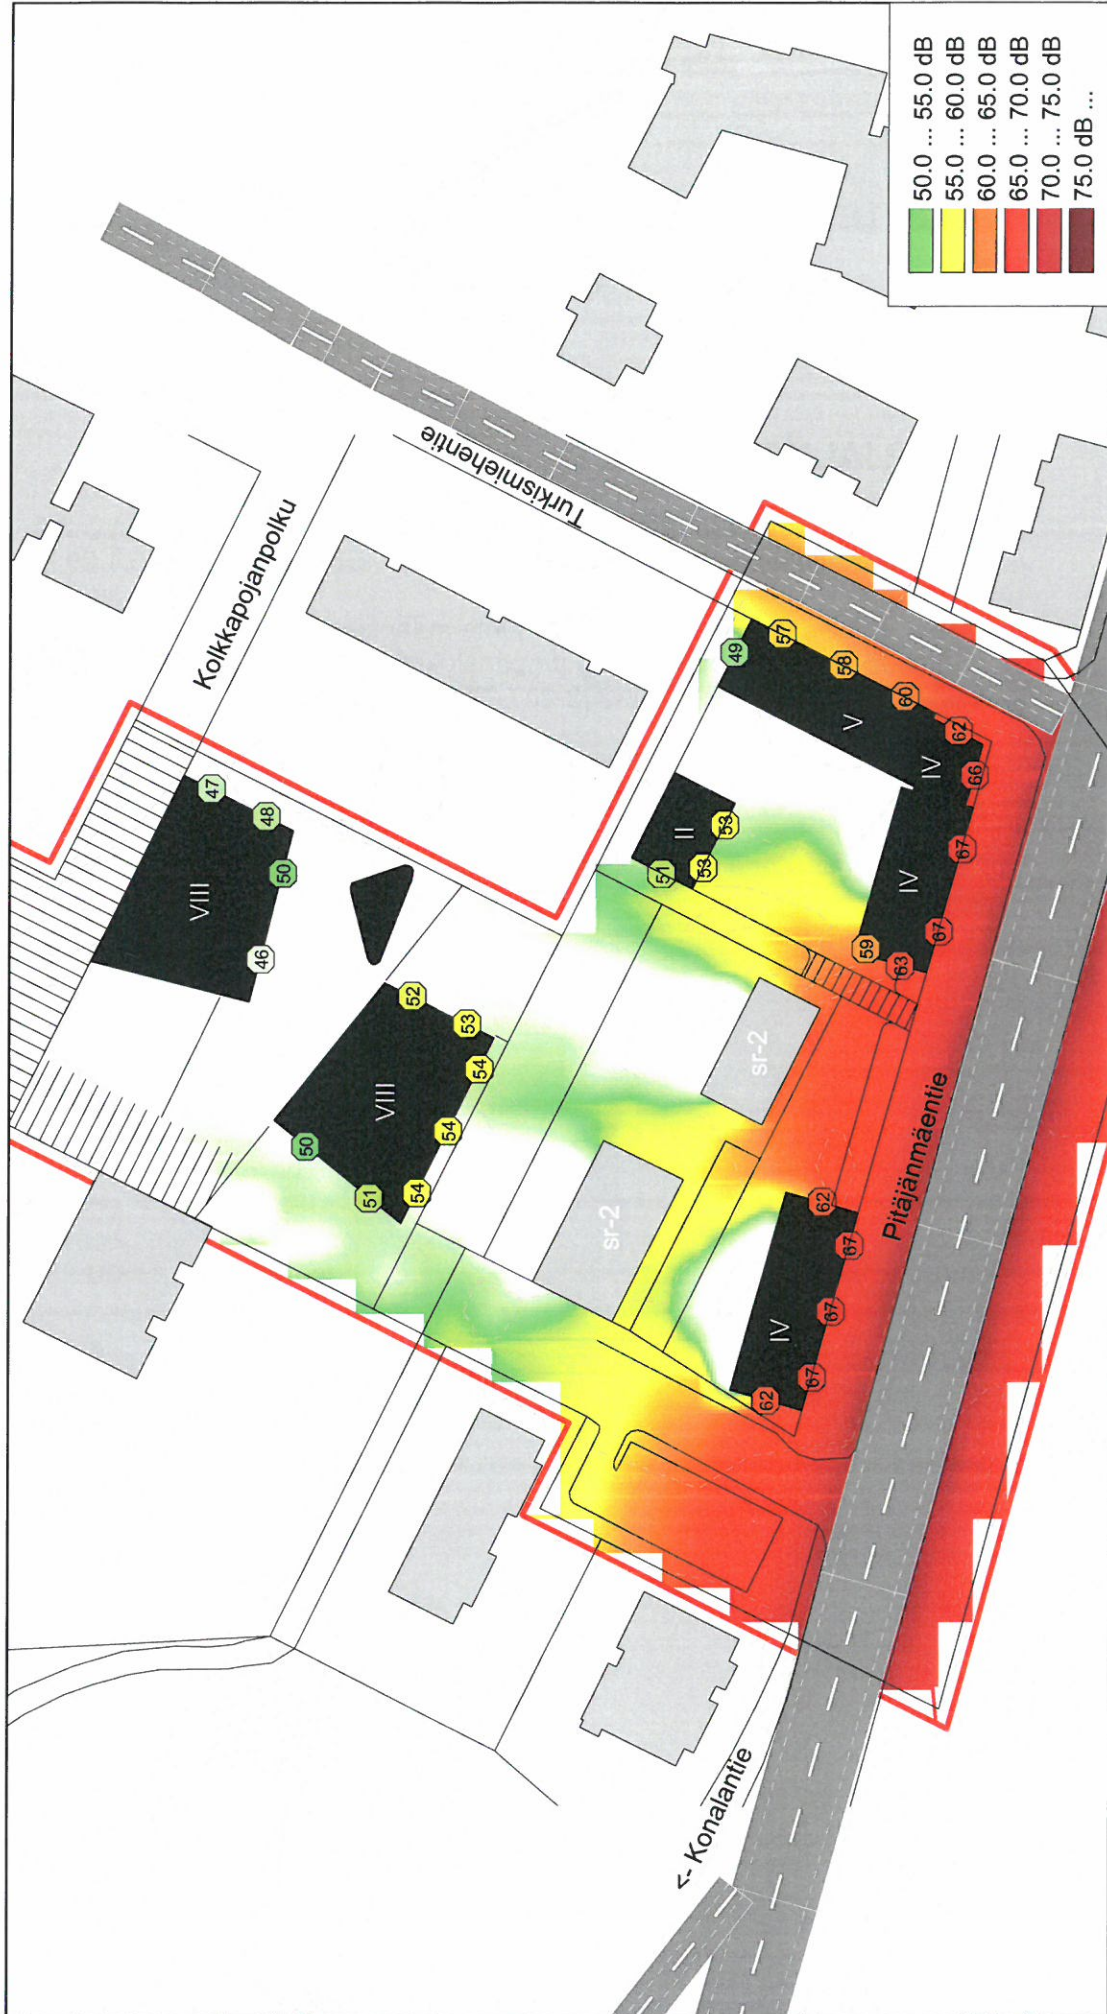 Kolkkapojanpolku
Turkismiehentie
47
48
50
46
VIII
52
53
54
54
54
50
51
VIII
49
57
58
60
62
66
67
67
63
59
V
IV
IV
51
53
53
II
sr-2
sr-2
62
67
67
67
62
IV
Pitäjänmäentie
<- Konalantie
50.0 ... 55.0 dB
55.0 ... 60.0 dB
60.0 ... 65.0 dB
65.0 ... 70.0 dB
70.0 ... 75.0 dB
75.0 dB ...